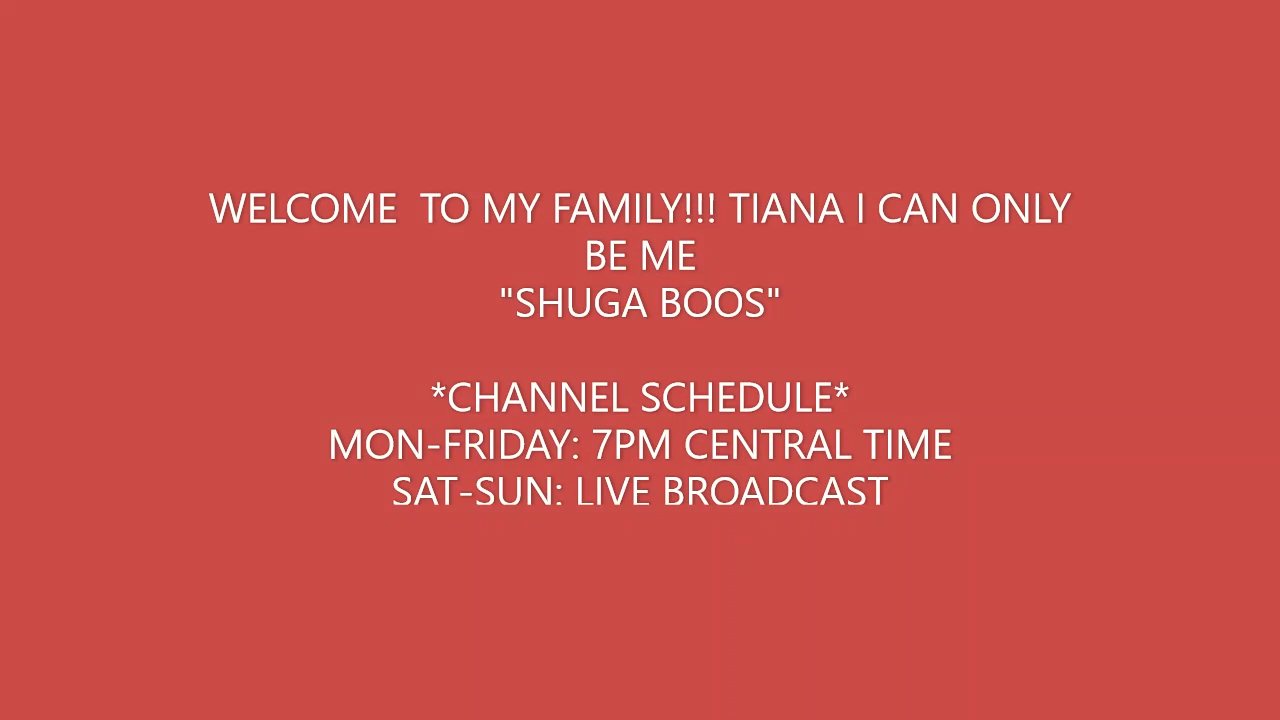 WELCOME  TO MY FAMILY!!! TIANA I CAN ONLY
BE ME
"SHUGA BOOS"
*CHANNEL SCHEDULE*
MON-FRIDAY: 7PM CENTRAL TIME
SAT-SUN: LIVE BROADCAST